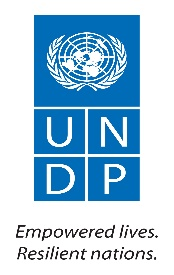 U N
D P
Empowered lives.
Resilient nations.